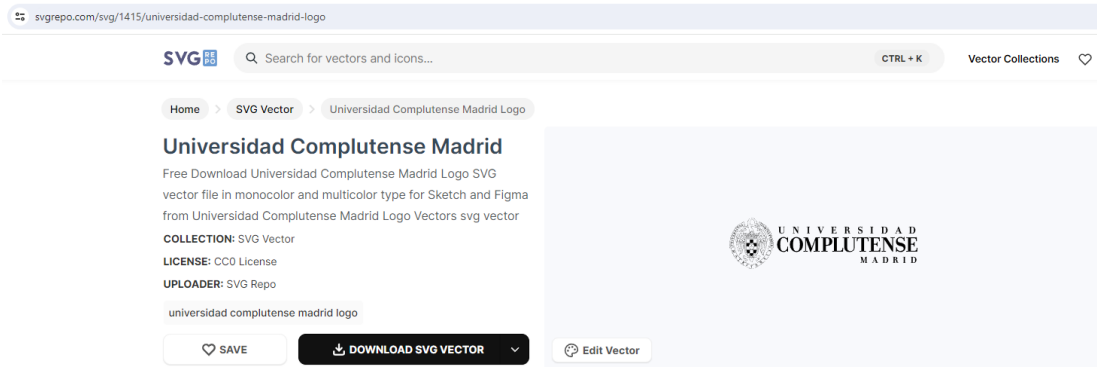 svgrepo.com/svg/1415/universidad-complutense-madrid-logo
SVG RE PO
Search for vectors and icons...
CTRL + K
Vector Collections
Home > SVG Vector > Universidad Complutense Madrid Logo
Universidad Complutense Madrid
Free Download Universidad Complutense Madrid Logo SVG
vector file in monocolor and multicolor type for Sketch and Figma
from Universidad Complutense Madrid Logo Vectors svg vector
COLLECTION: SVG Vector
LICENSE: CC0 License
UPLOADER: SVG Repo
universidad complutense madrid logo
SAVE
DOWNLOAD SVG VECTOR
UNIVERSIDAD
COMPLUTENSE
MADRID
Edit Vector